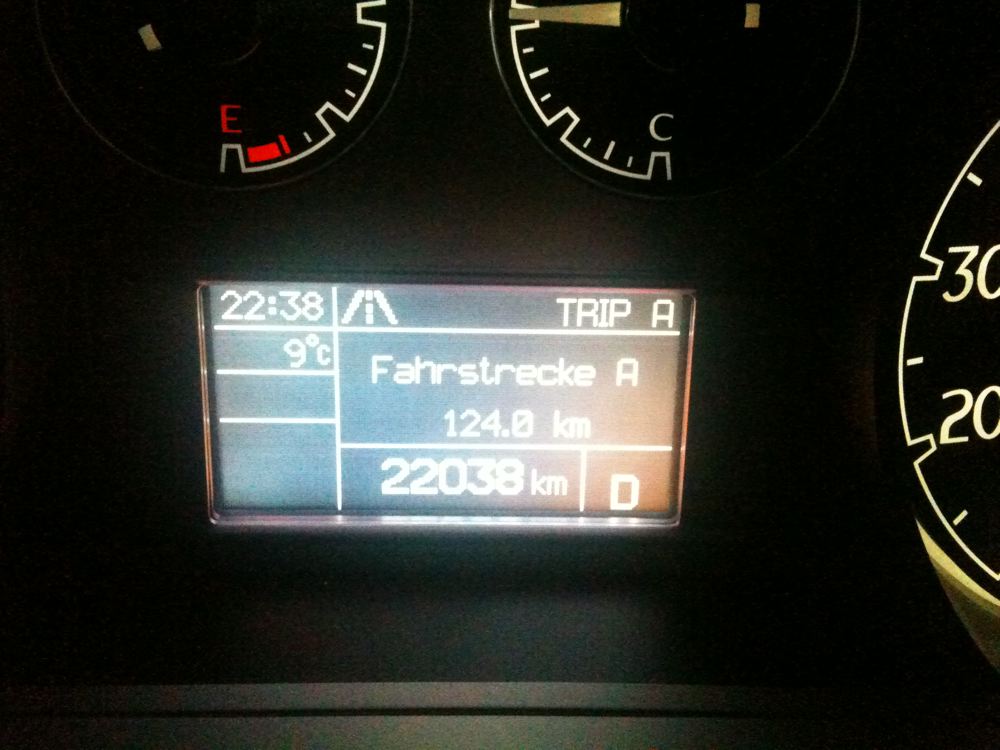 E
C
22:38
TRIP A
9°C
Fahrstrecke A
124.0 km
22038 km
D
30
20